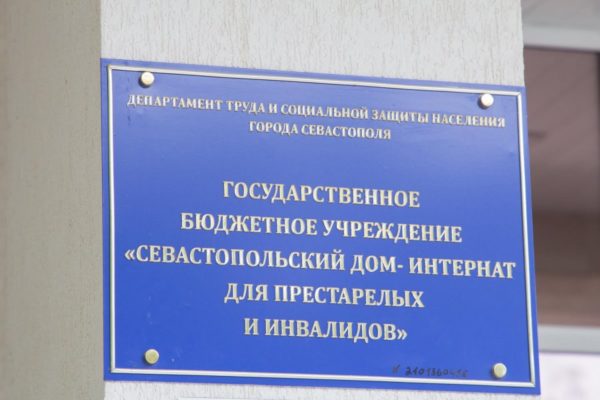 ДЕПАРТАМЕНТ ТРУДА И СОЦИАЛЬНОЙ ЗАЩИТЫ НАСЕЛЕНИЯ
ГОРОДА СЕВАСТОПОЛЯ
ГОСУДАРСТВЕННОЕ
БЮДЖЕТНОЕ УЧРЕЖДЕНИЕ
«СЕВАСТОПОЛЬСКИЙ ДОМ- ИНТЕРНАТ
ДЛЯ ПРЕСТАРЕЛЫХ
И ИНВАЛИДОВ»